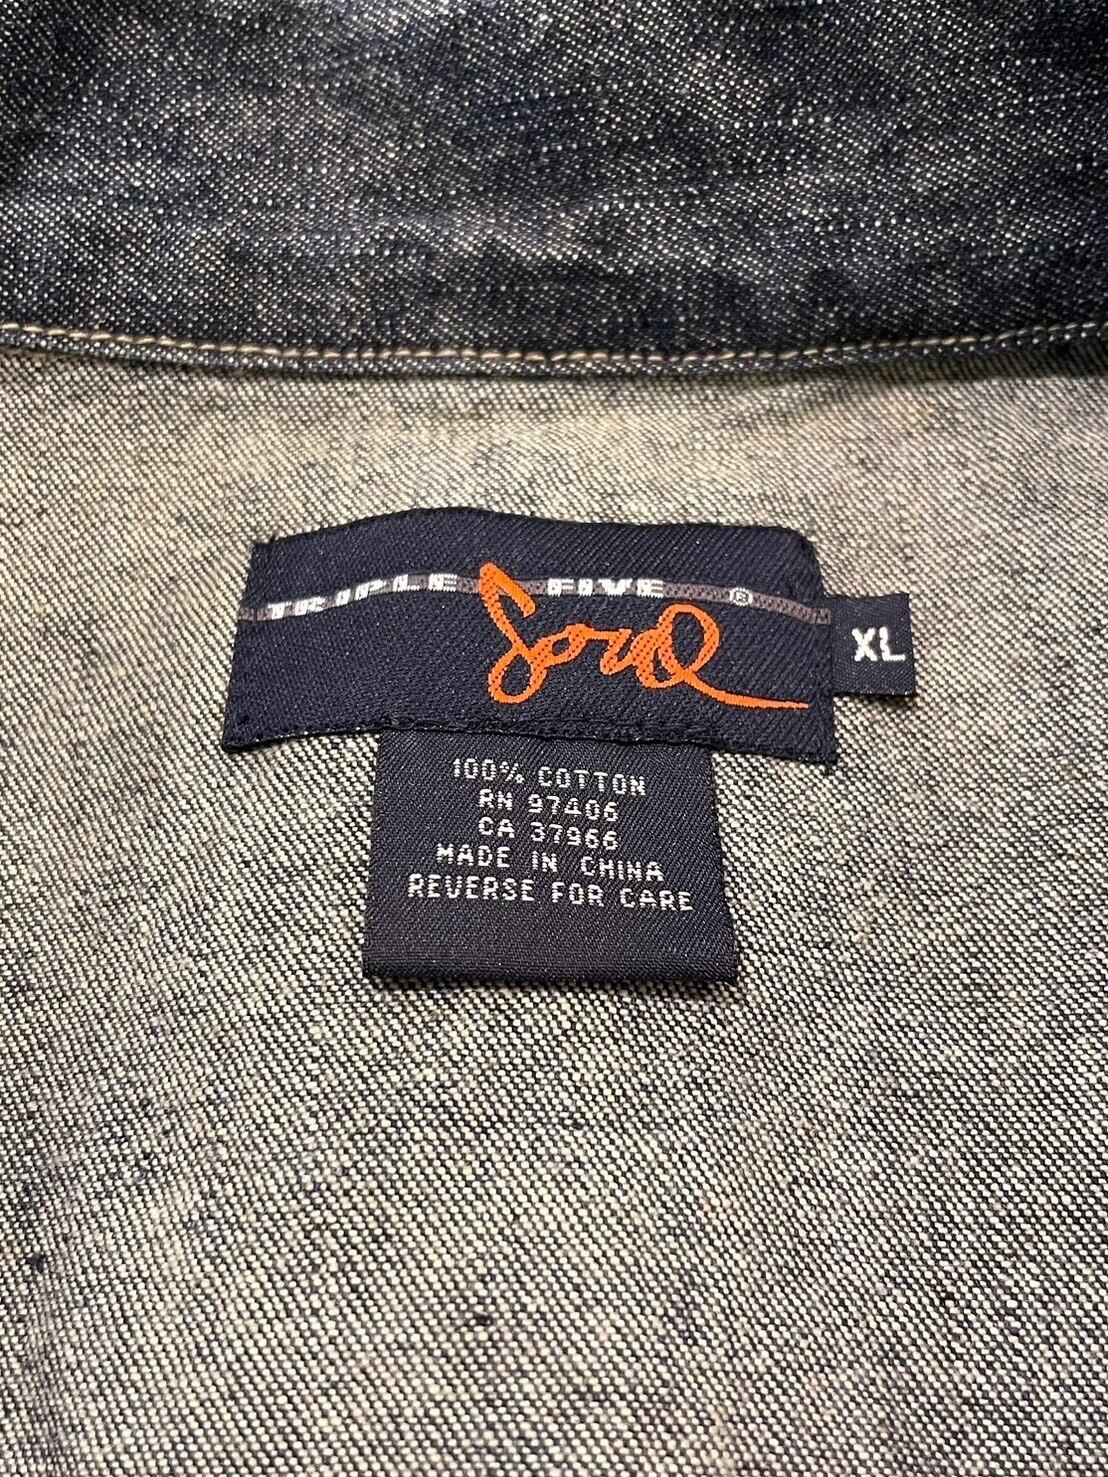 TRIPLE FIVE ®
Soul
XL
100% COTTON
RN 97406
CA 37966
MADE IN CHINA
REVERSE FOR CARE